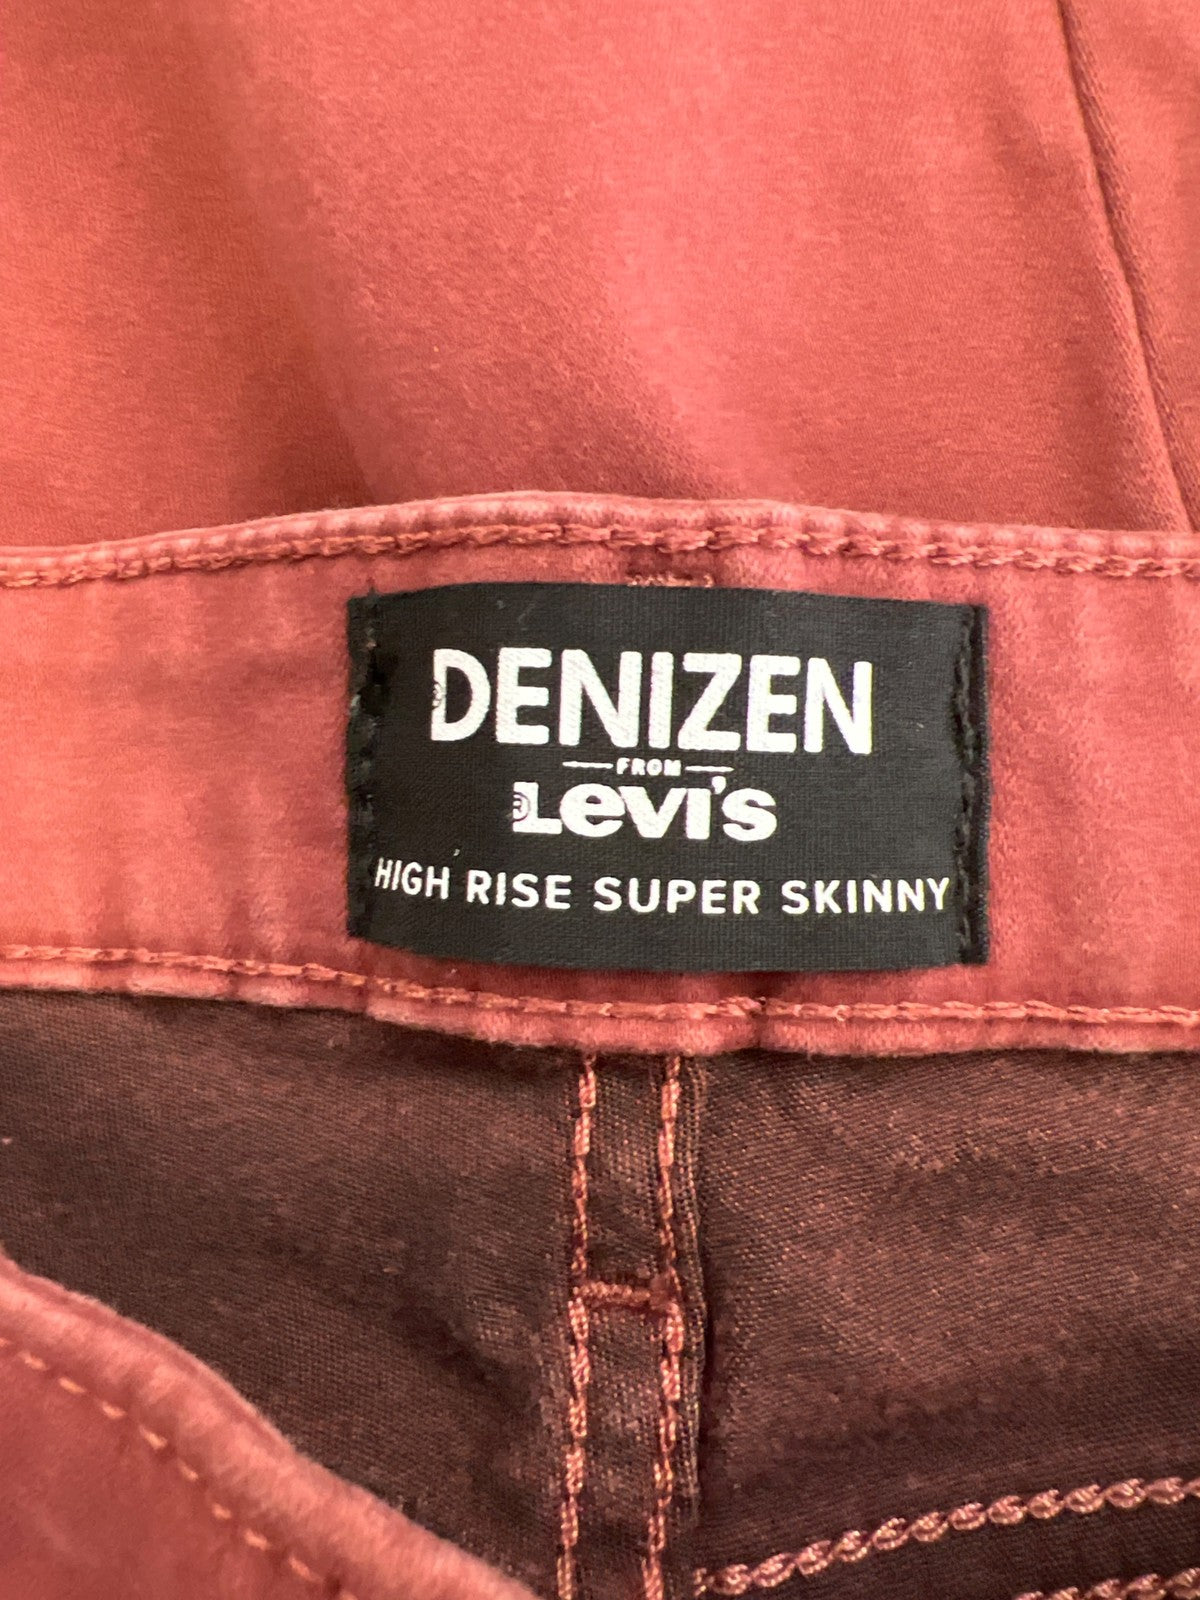 ®DENIZEN
FROM
®Levi's
HIGH RISE SUPER SKINNY